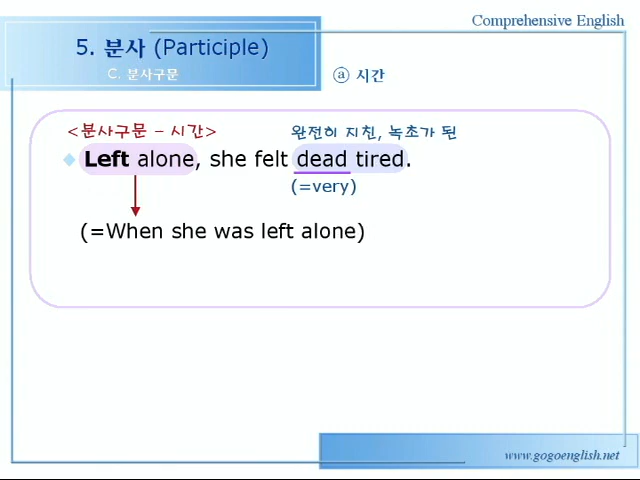 Comprehensive English
5. 분사 (Participle)
C. 분사구문
ⓐ 시간
<분사구문 – 시간>
완전히 지친, 녹초가 된
Left alone, she felt dead tired.
(=very)
(=When she was left alone)
www.gogoenglish.net